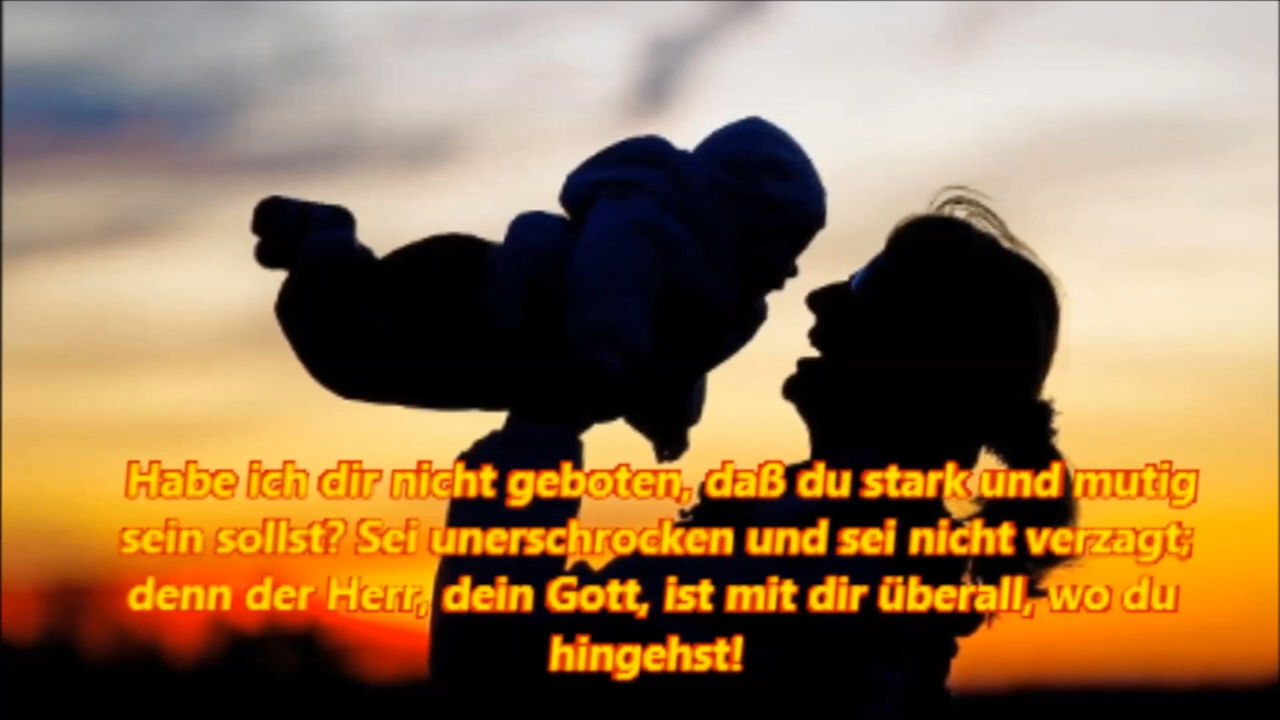 Habe ich dir nicht geboten, daß du stark und mutig
sein sollst? Sei unerschrocken und sei nicht verzagt;
denn der Herr, dein Gott, ist mit dir überall, wo du
hingehst!